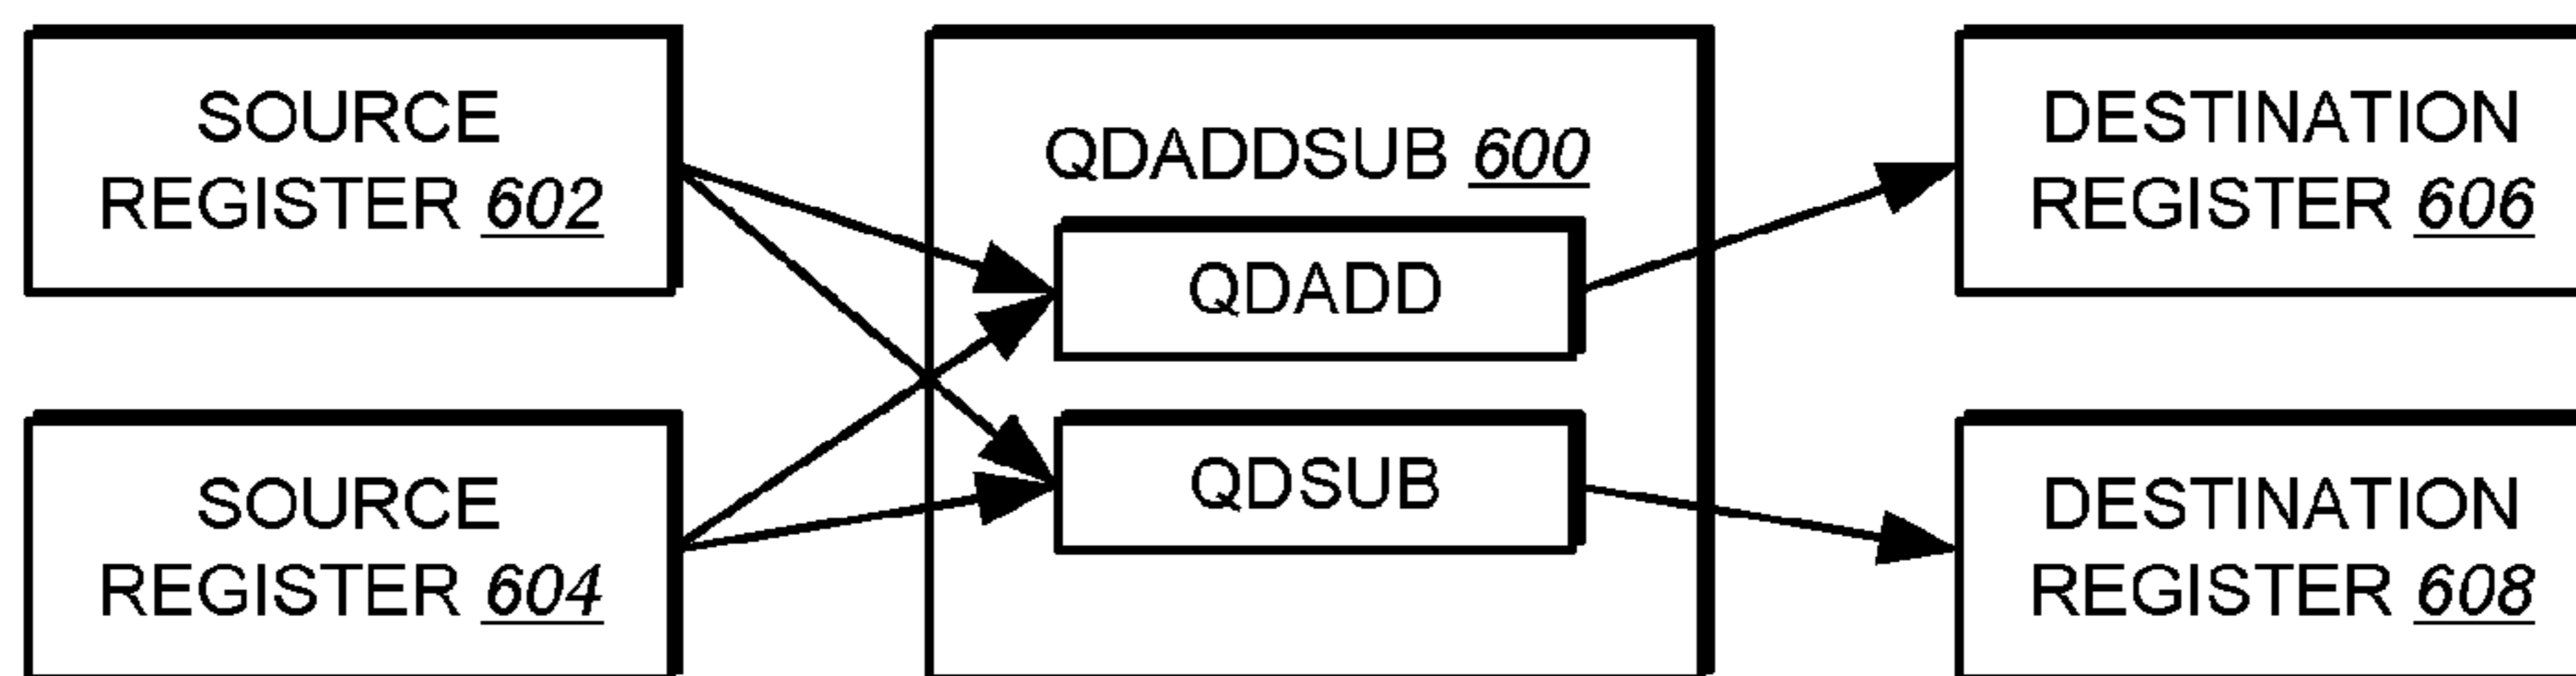 SOURCE
REGISTER 602
SOURCE
REGISTER 604
QDADDSUB 600
QDADD
QDSUB
DESTINATION
REGISTER 606
DESTINATION
REGISTER 608